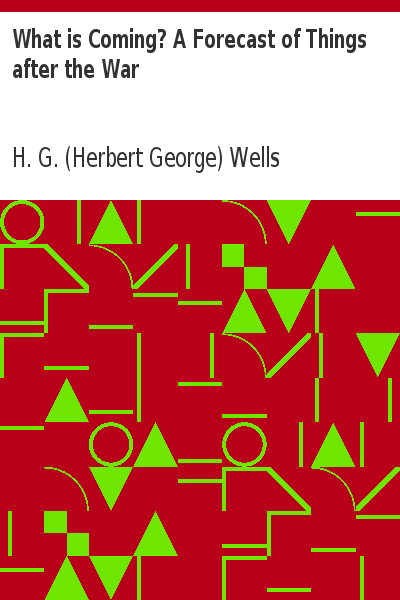 What is Coming? A Forecast of Things
after the War
H. G. (Herbert George) Wells